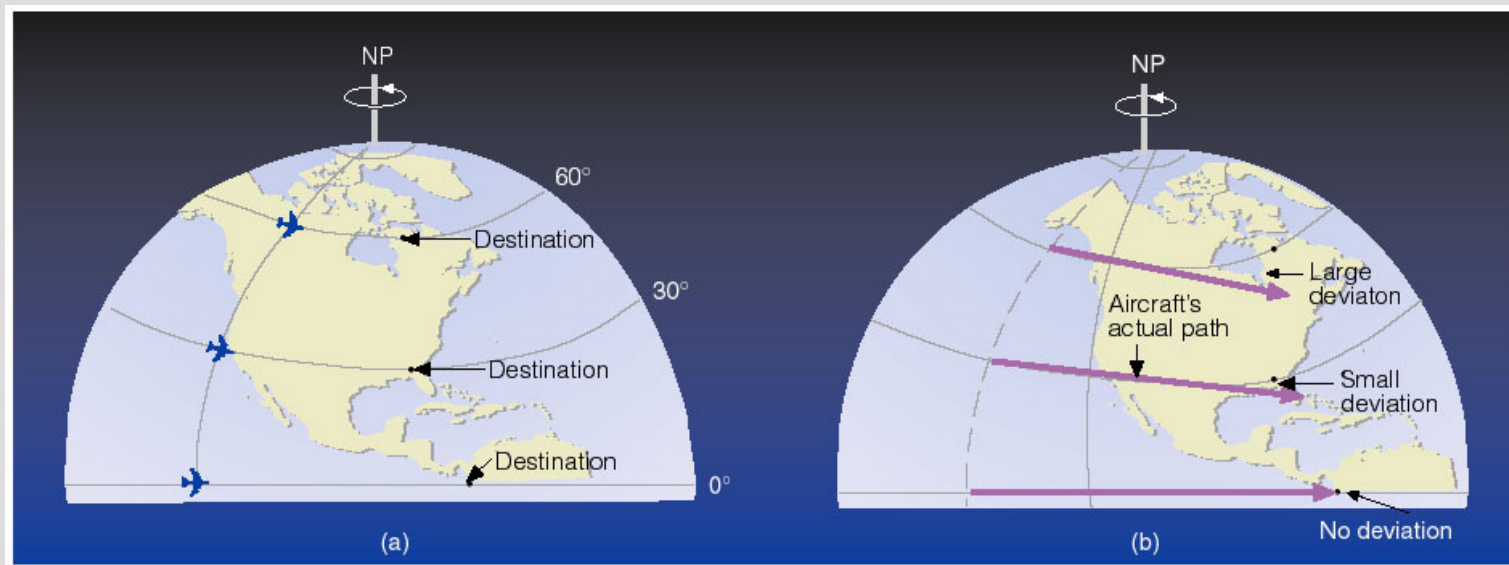 NP
60°
Destination
30°
Destination
Destination
0°
(a)
NP
Large
deviaton
Aircraft's
actual path
Small
deviation
No deviation
(b)